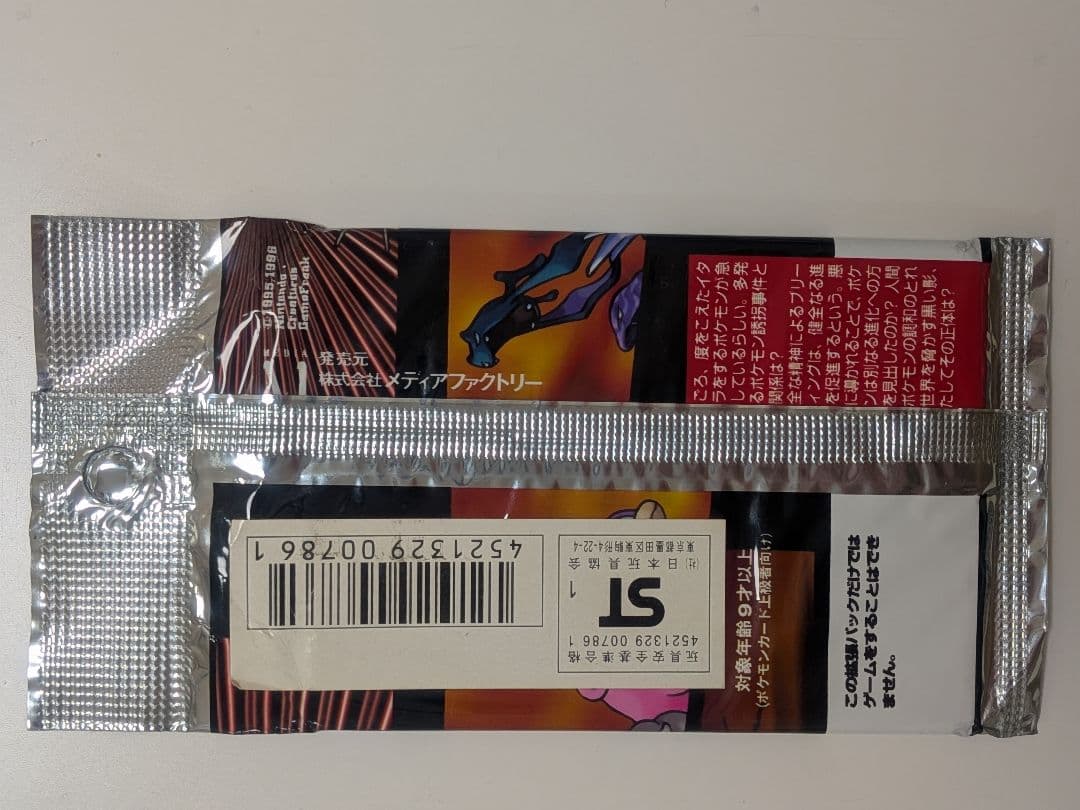 ©1995,1996
Nintendo,
Creatures,
GameFreak
発売元
株式会社 メディアファクトリー
ごろ、度をこえたイタ
ラをするポケモンが急
しているらしい。多発
るポケモン誘拐事件と
関係は?
全な精神によるブリー
ィングは、健全なる進
を促進するという。悪
に導かれることで、ポケ
ンは別なる進化への方
を見出したのか? 人間
ポケモンの調和のとれ
世界を脅かす黒い影、
たしてその正体は?
4521329 007861
玩具安全基準合格
4521329 007861
ST
1
(社)日本玩具協会
東京都墨田区東駒形4-22-4
対象年齢9才以上
(ポケモンカード上級者向け)
この拡張パックだけでは
ゲームをすることはでき
ません。